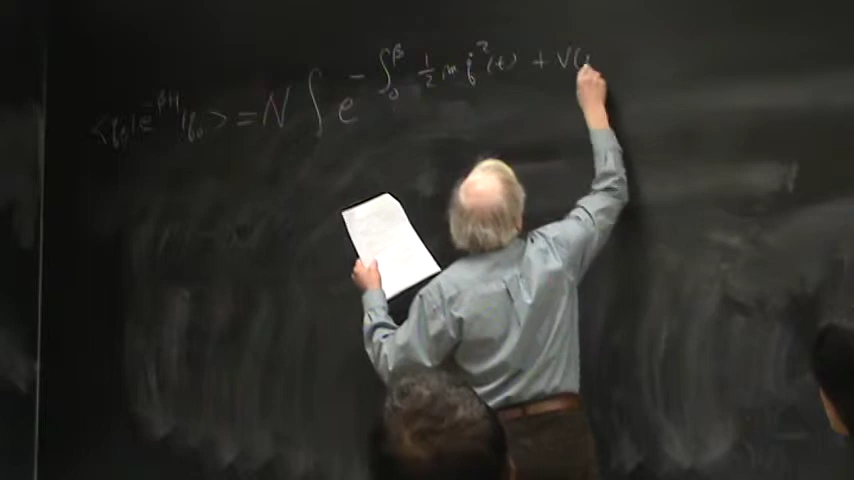 <q₀|e^{-βH}|q₀> = N ∫ e^{-∫₀^β ½ m q̇²(t) + V(